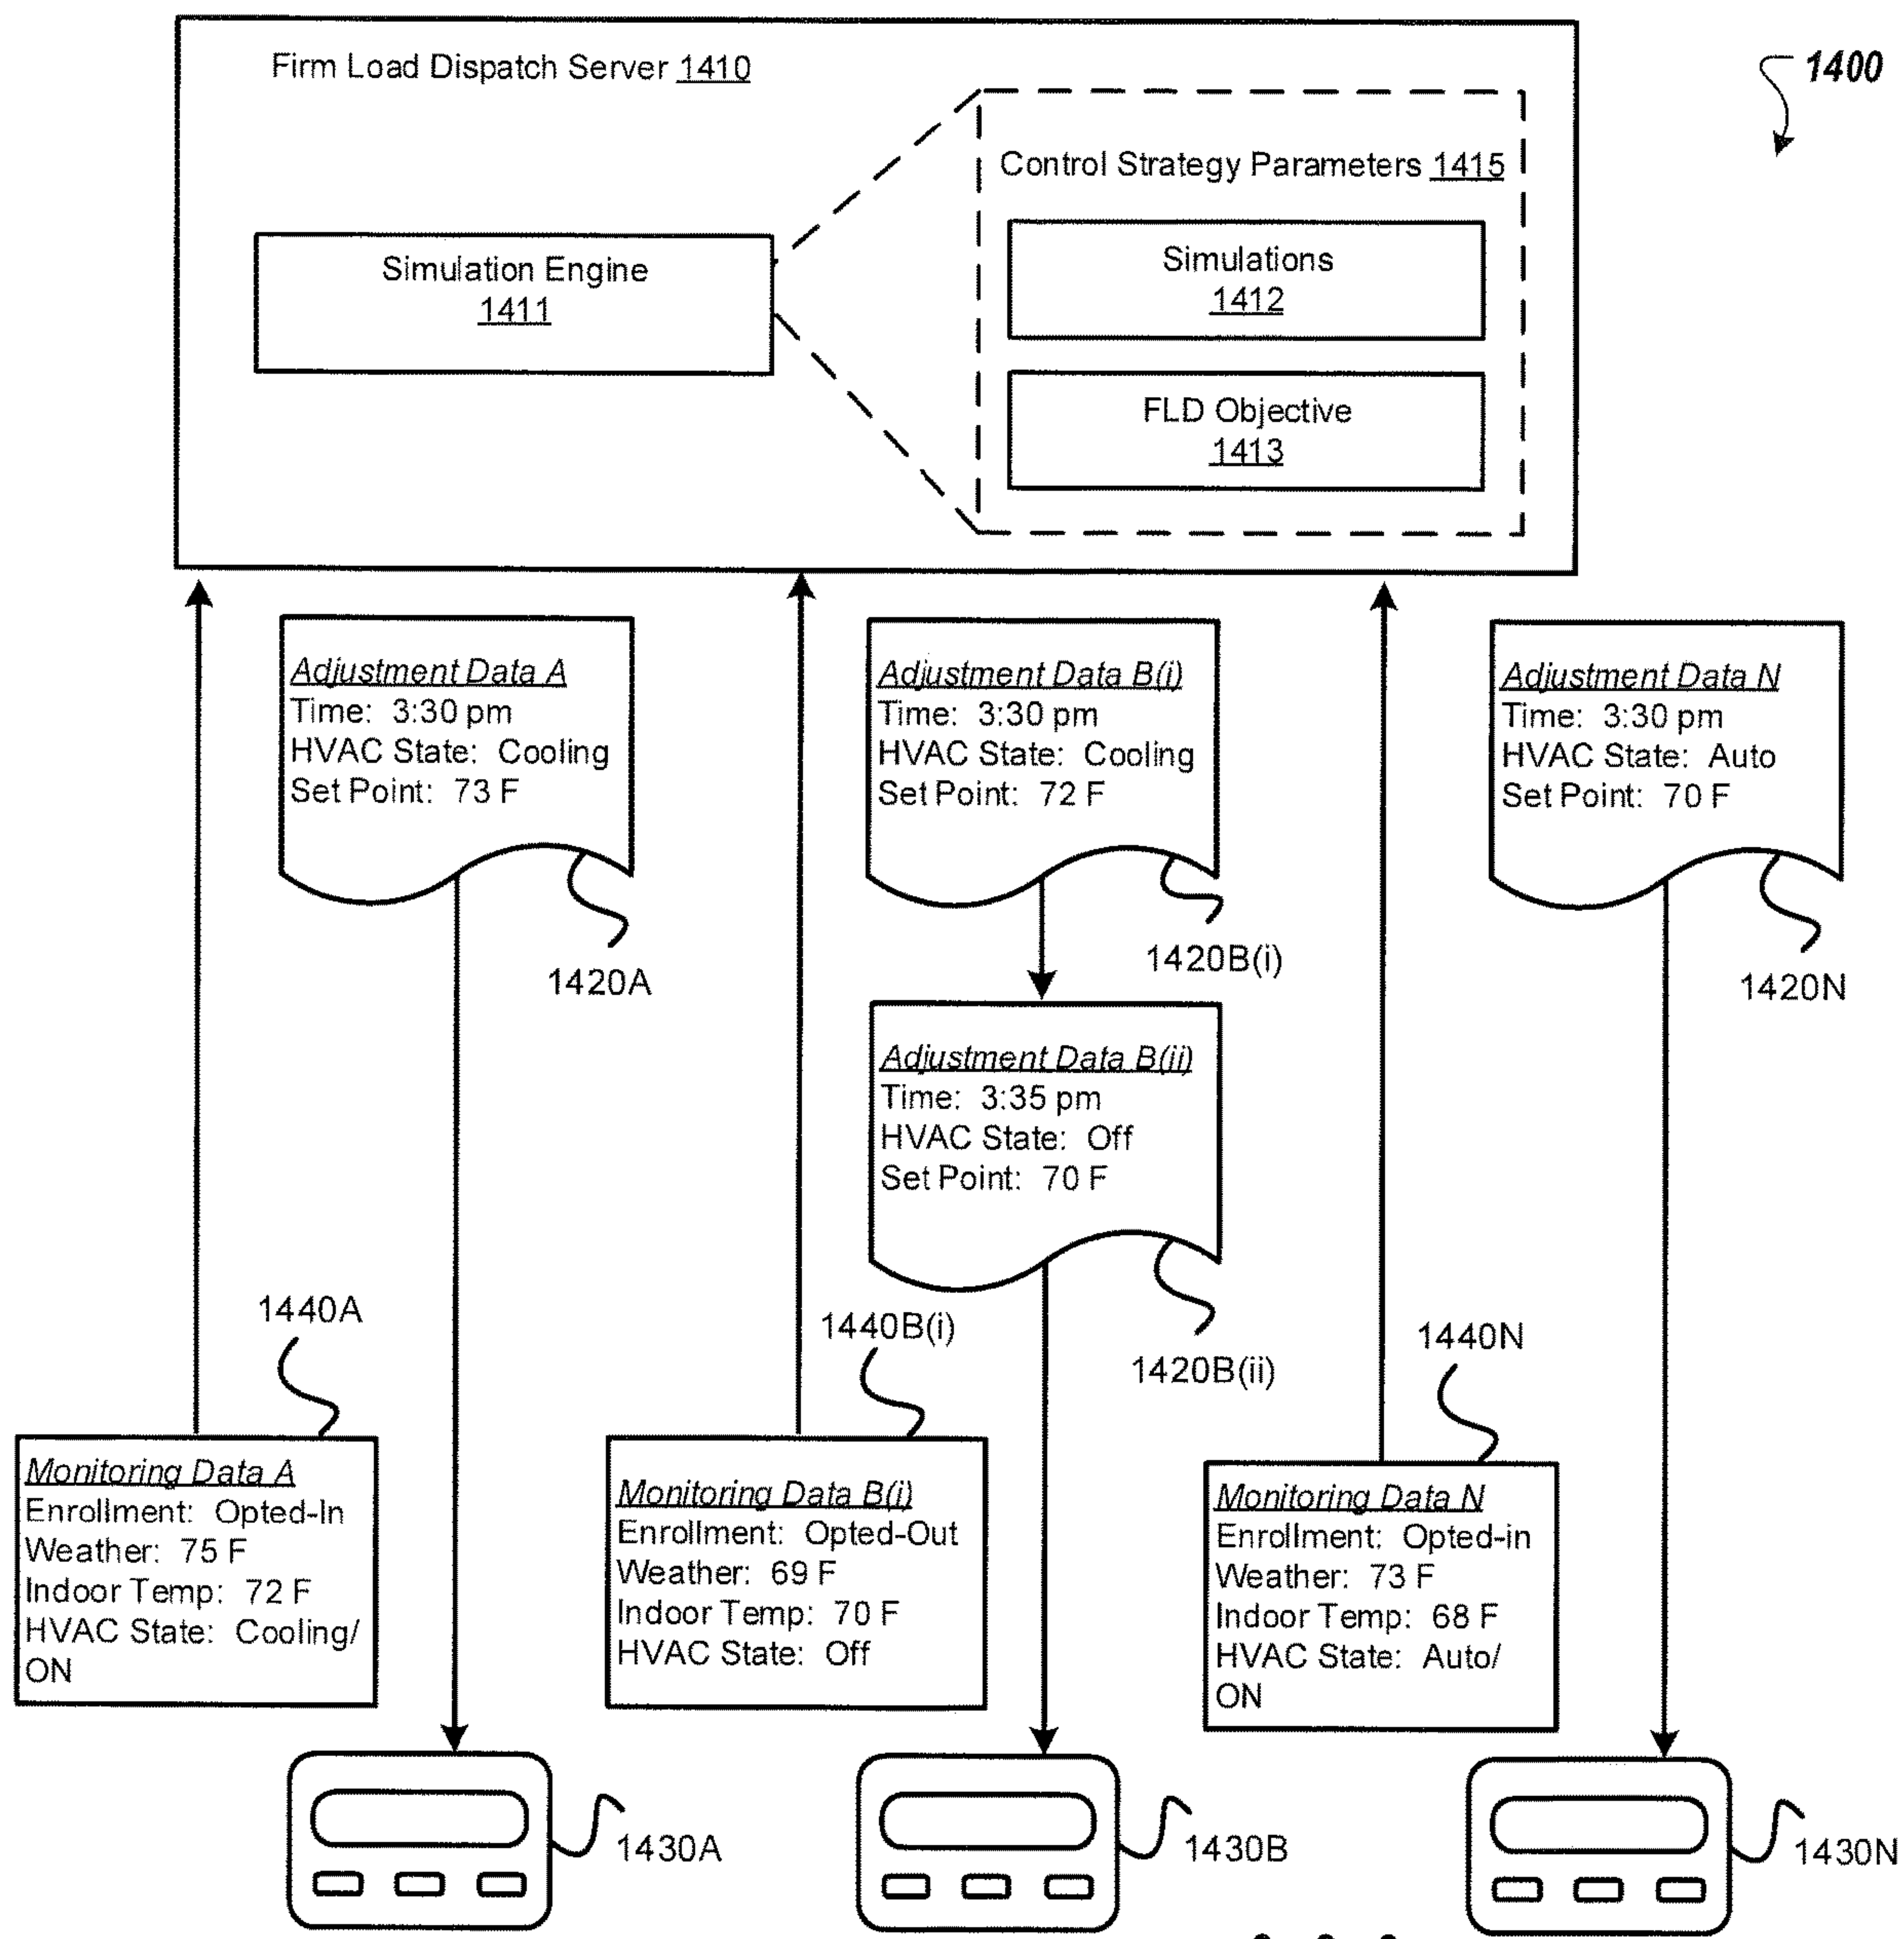 Firm Load Dispatch Server 1410
1400
Control Strategy Parameters 1415
Simulation Engine
1411
Simulations
1412
FLD Objective
1413
Adjustment Data A
Time: 3:30 pm
HVAC State: Cooling
Set Point: 73 F
1420A
Adjustment Data B(i)
Time: 3:30 pm
HVAC State: Cooling
Set Point: 72 F
1420B(i)
Adjustment Data N
Time: 3:30 pm
HVAC State: Auto
Set Point: 70 F
1420N
Adjustment Data B(ii)
Time: 3:35 pm
HVAC State: Off
Set Point: 70 F
1420B(ii)
1440A
Monitoring Data A
Enrollment: Opted-In
Weather: 75 F
Indoor Temp: 72 F
HVAC State: Cooling/
ON
1440B(i)
Monitoring Data B(i)
Enrollment: Opted-Out
Weather: 69 F
Indoor Temp: 70 F
HVAC State: Off
1440N
Monitoring Data N
Enrollment: Opted-in
Weather: 73 F
Indoor Temp: 68 F
HVAC State: Auto/
ON
1430A
1430B
1430N